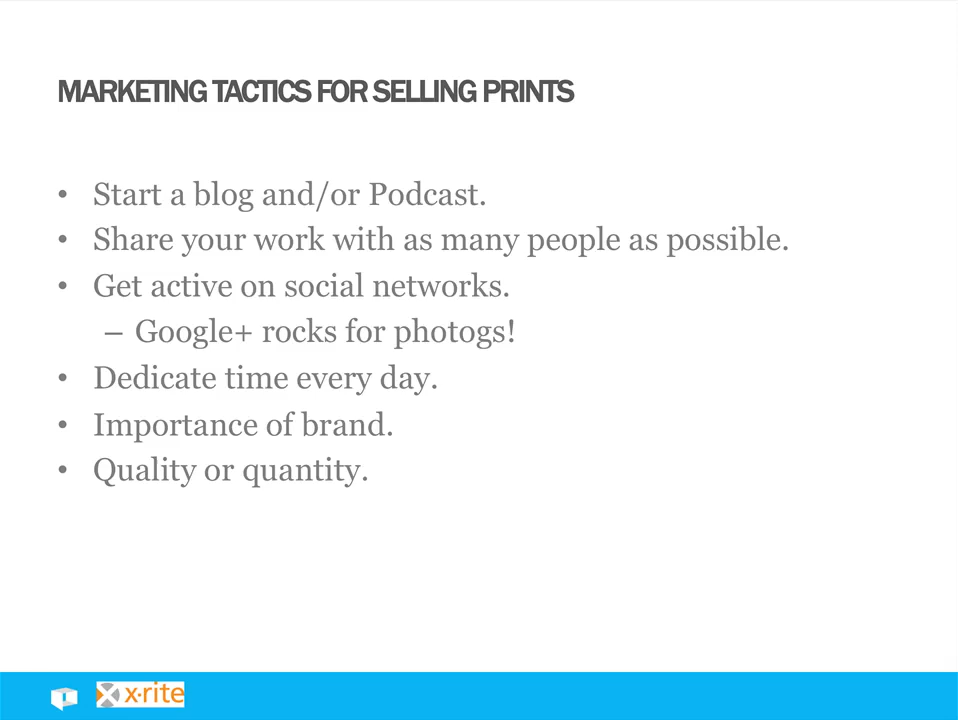 MARKETING TACTICS FOR SELLING PRINTS
• Start a blog and/or Podcast.
• Share your work with as many people as possible.
• Get active on social networks.
– Google+ rocks for photogs!
• Dedicate time every day.
• Importance of brand.
• Quality or quantity.
x·rite